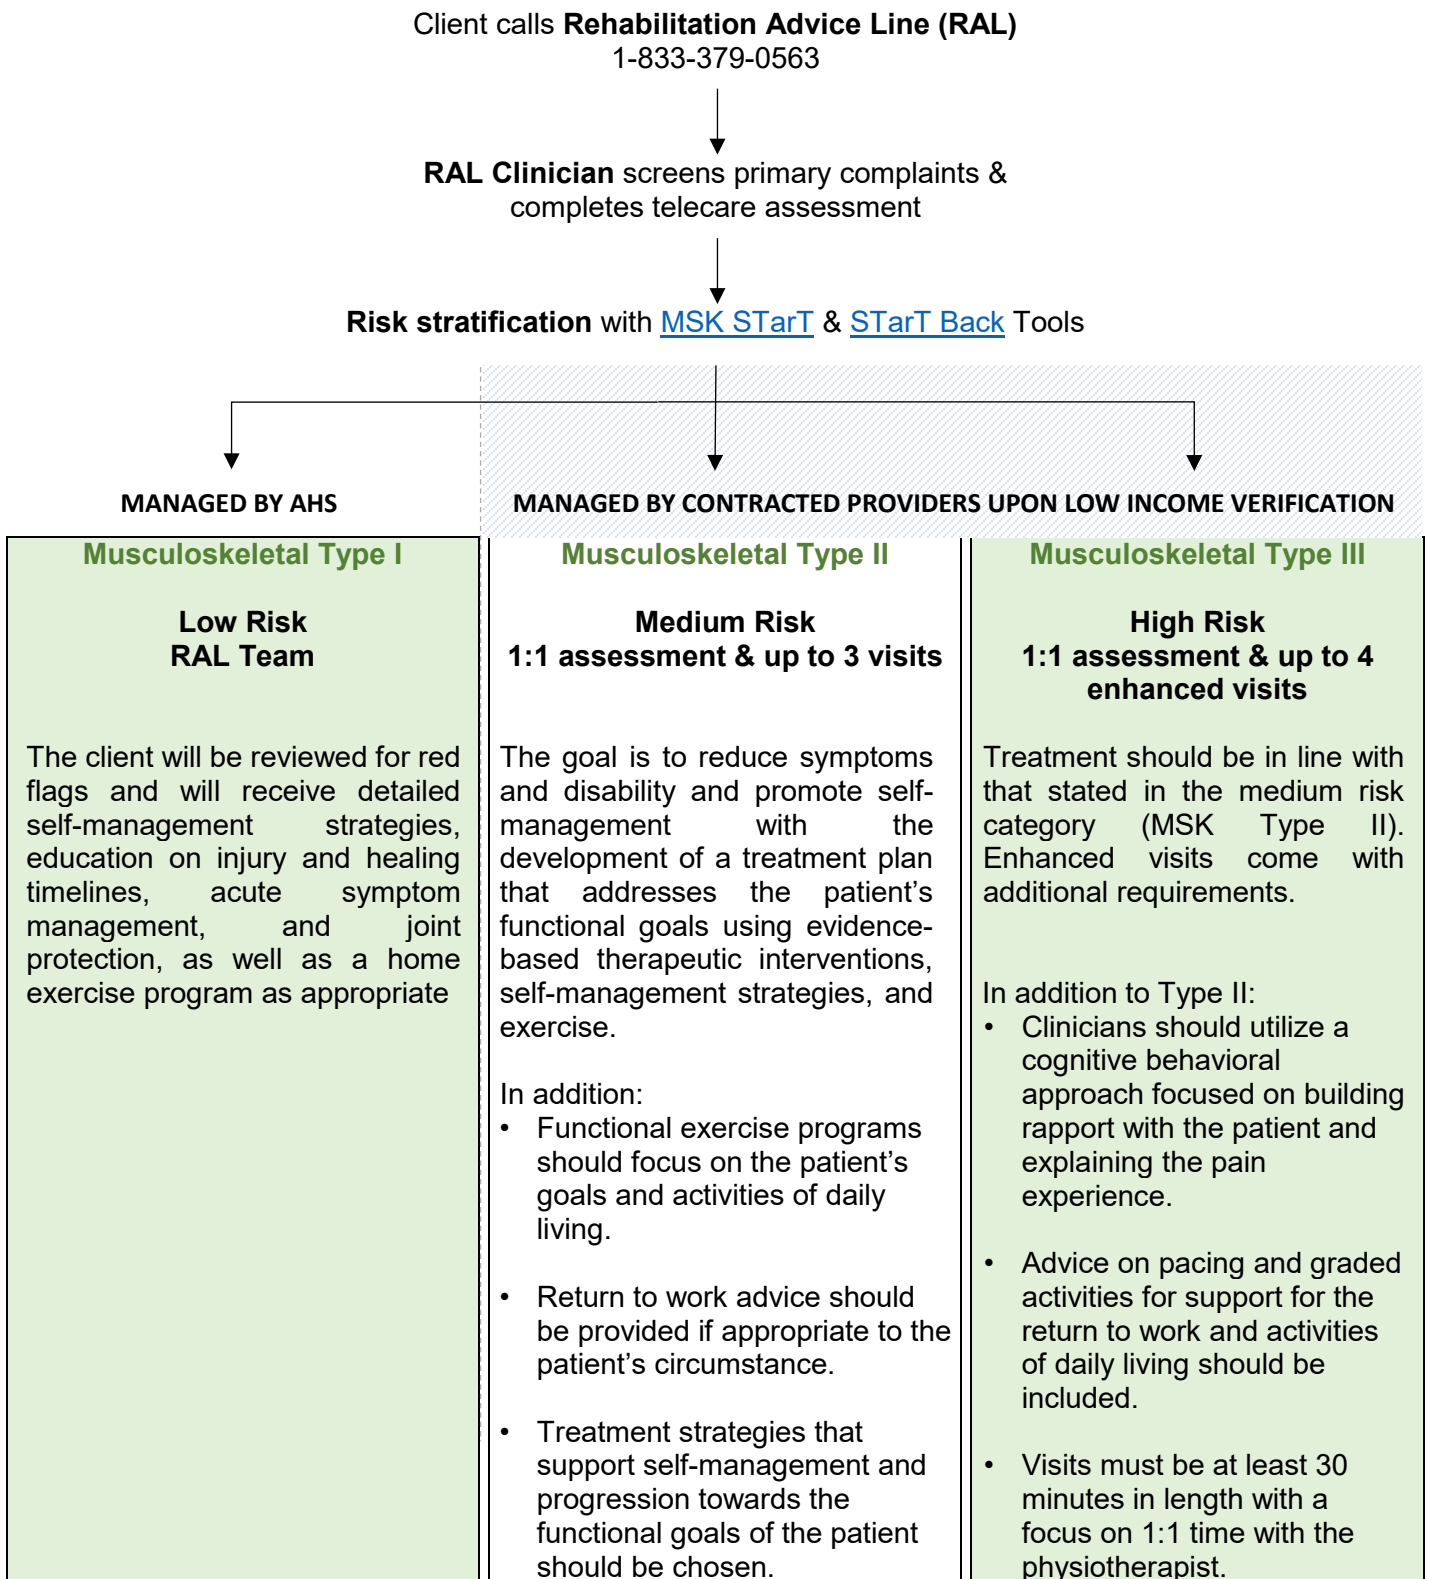 Client calls Rehabilitation Advice Line (RAL)
1-833-379-0563
RAL Clinician screens primary complaints &
completes telecare assessment
Risk stratification with MSK STarT & STarT Back Tools
MANAGED BY AHS
MANAGED BY CONTRACTED PROVIDERS UPON LOW INCOME VERIFICATION
Musculoskeletal Type I
Low Risk
RAL Team
The client will be reviewed for red
flags and will receive detailed
self-management strategies,
education on injury and healing
timelines, acute symptom
management, and joint
protection, as well as a home
exercise program as appropriate
Musculoskeletal Type II
Medium Risk
1:1 assessment & up to 3 visits
The goal is to reduce symptoms
and disability and promote self-
management with the
development of a treatment plan
that addresses the patient’s
functional goals using evidence-
based therapeutic interventions,
self-management strategies, and
exercise.
In addition:
• Functional exercise programs
should focus on the patient’s
goals and activities of daily
living.
• Return to work advice should
be provided if appropriate to the
patient’s circumstance.
• Treatment strategies that
support self-management and
progression towards the
functional goals of the patient
should be chosen.
Musculoskeletal Type III
High Risk
1:1 assessment & up to 4
enhanced visits
Treatment should be in line with
that stated in the medium risk
category (MSK Type II).
Enhanced visits come with
additional requirements.
In addition to Type II:
• Clinicians should utilize a
cognitive behavioral
approach focused on building
rapport with the patient and
explaining the pain
experience.
• Advice on pacing and graded
activities for support for the
return to work and activities
of daily living should be
included.
• Visits must be at least 30
minutes in length with a
focus on 1:1 time with the
physiotherapist.